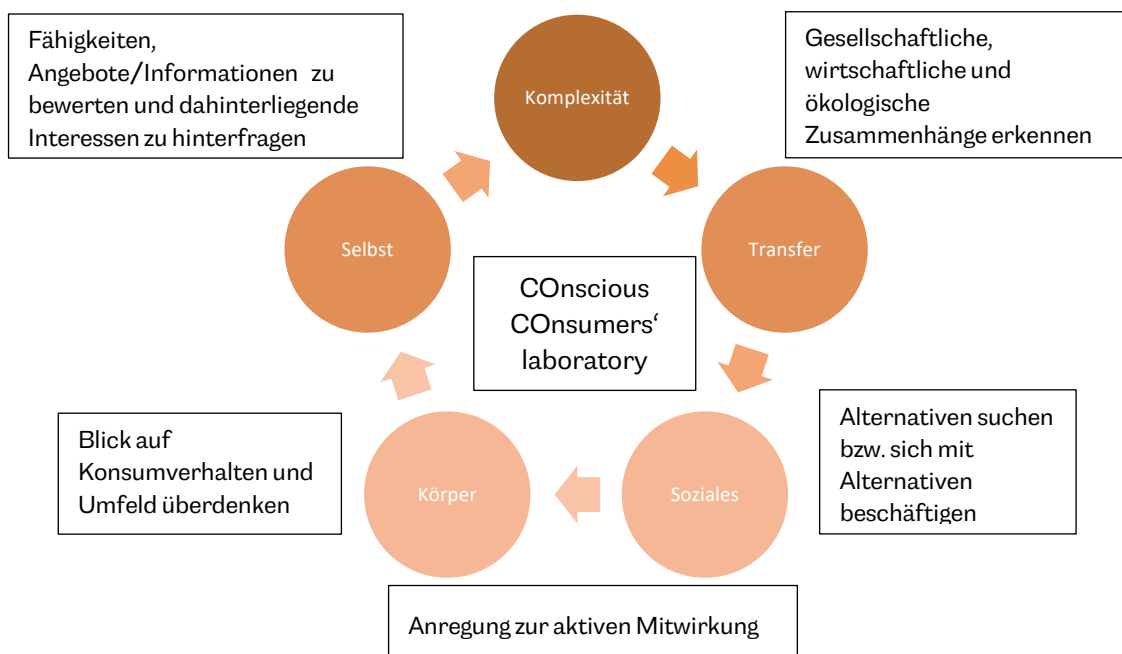 Fähigkeiten,
Angebote/Informationen zu
bewerten und dahinterliegende
Interessen zu hinterfragen
Komplexität
Gesellschaftliche,
wirtschaftliche und
ökologische
Zusammenhänge erkennen
Selbst
Transfer
COnscious
COnsumers‘
laboratory
Blick auf
Konsumverhalten und
Umfeld überdenken
Körper
Soziales
Alternativen suchen
bzw. sich mit
Alternativen
beschäftigen
Anregung zur aktiven Mitwirkung